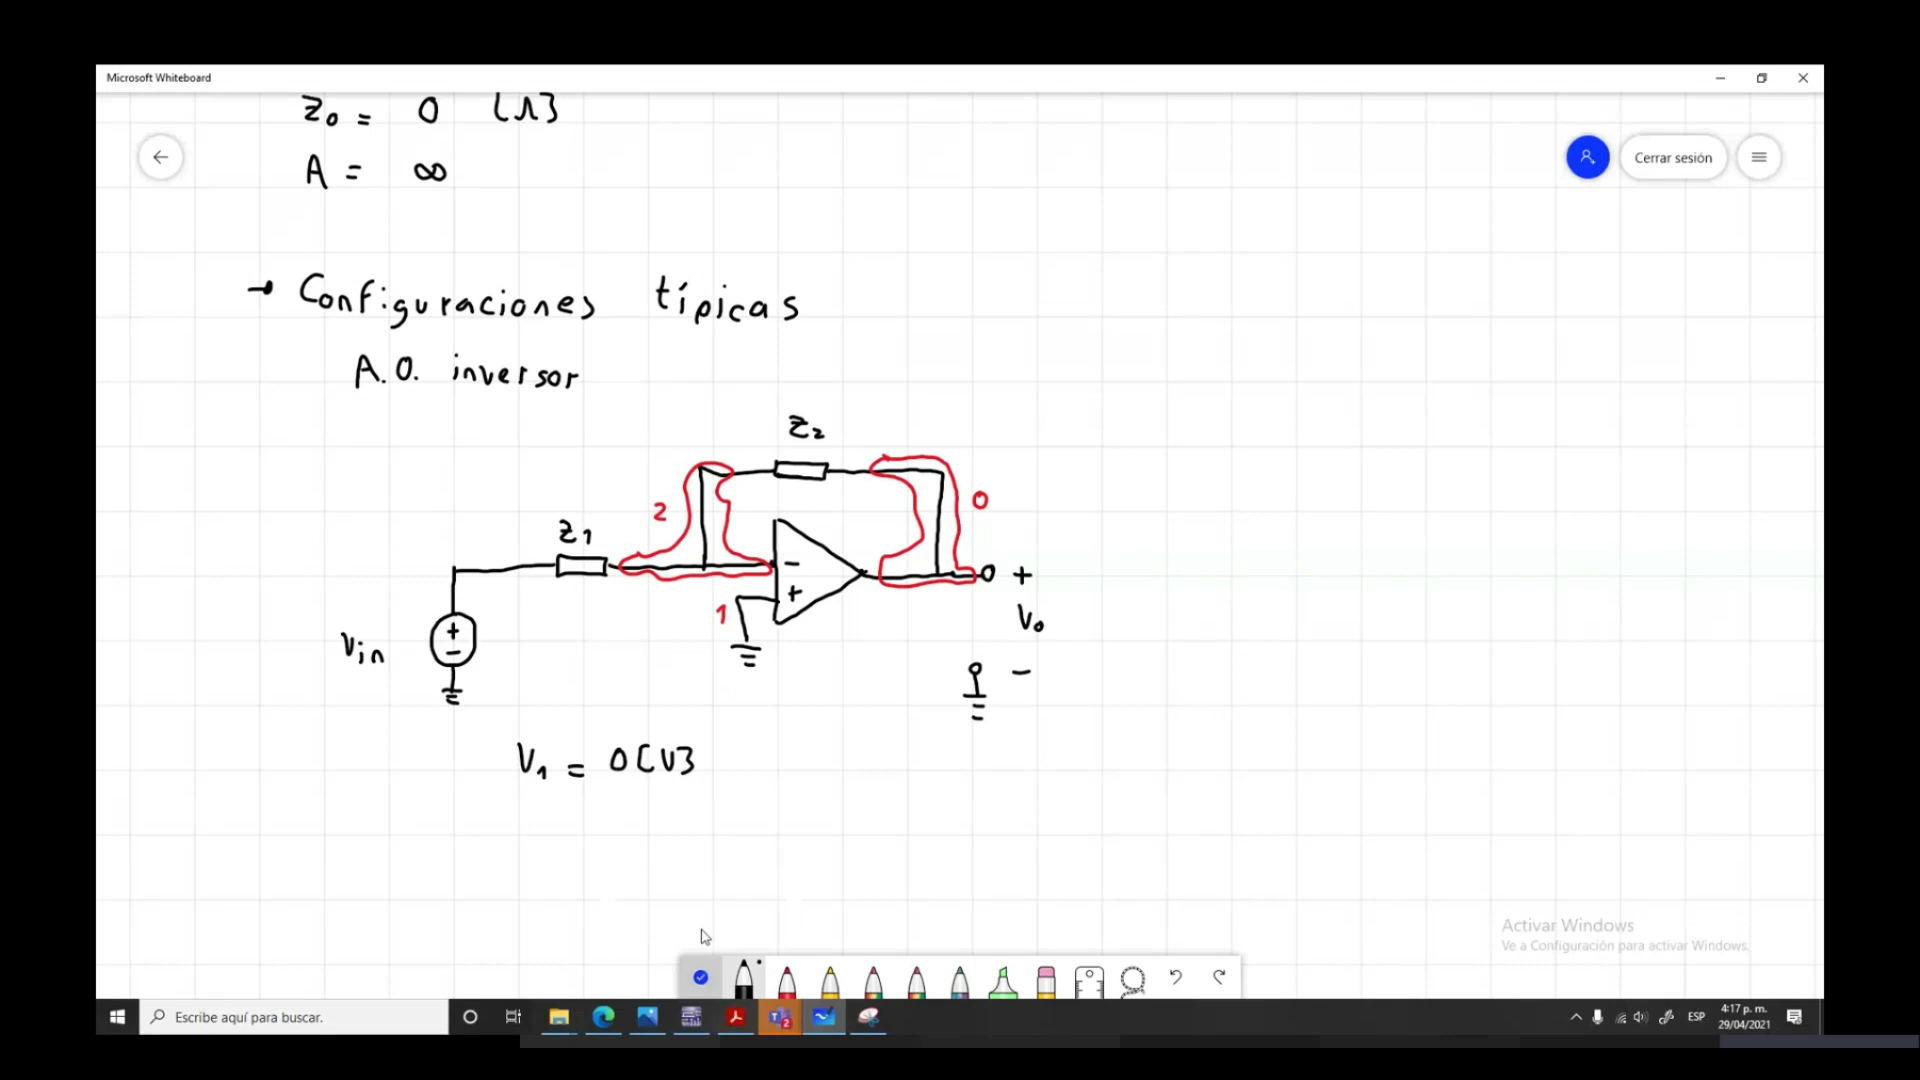 Microsoft Whiteboard
Z₀ = 0 [Ω]
A = ∞
Cerrar sesión
→ Configuraciones típicas
A.O. inversor
Z₂
2
0
Z₁
−
+
1
+
V₀
−
Vin
+
−
V₁ = 0[V]
Activar Windows
Ve a Configuración para activar Windows.
Escribe aquí para buscar.
2
ESP
4:17 p. m.
29/04/2021